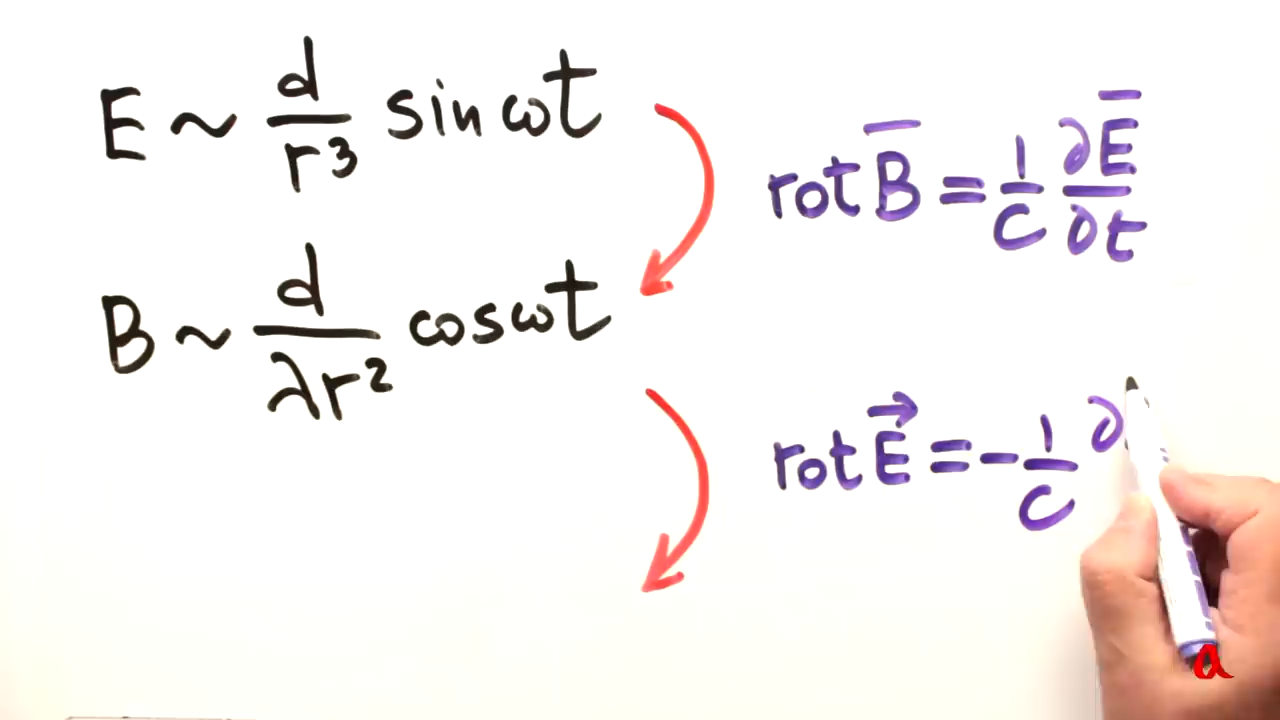 E ~ d/r³ sin ωt
rot B̅ = 1/c ∂E̅/∂t
B ~ d/λr² cos ωt
rot E⃗ = - 1/c ∂
a